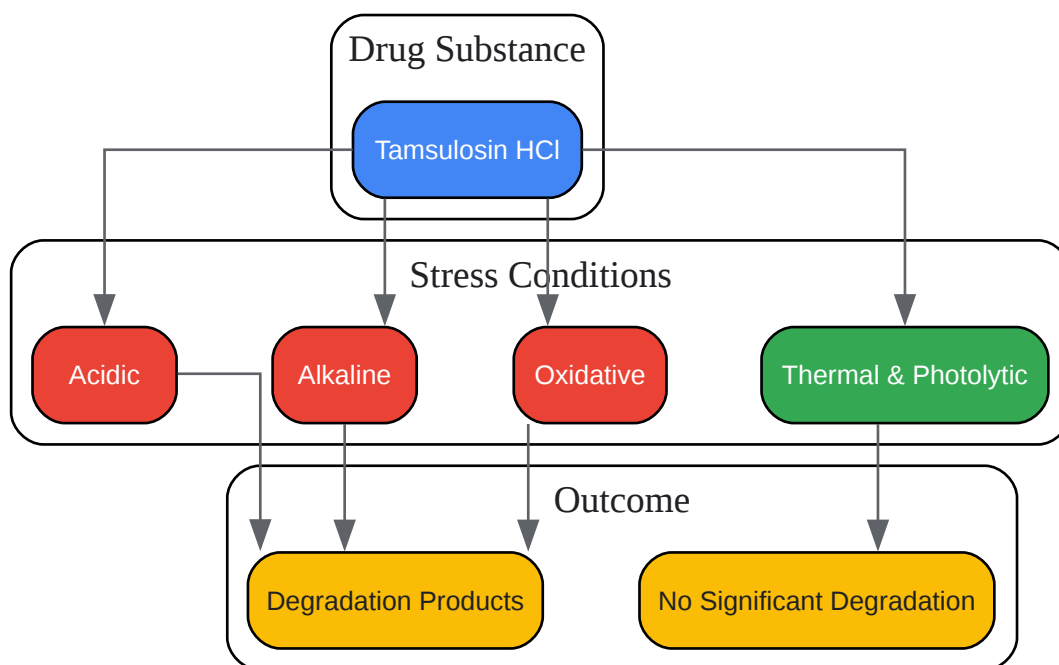 Drug Substance
Tamsulosin HCl
Stress Conditions
Acidic
Alkaline
Oxidative
Thermal & Photolytic
Outcome
Degradation Products
No Significant Degradation